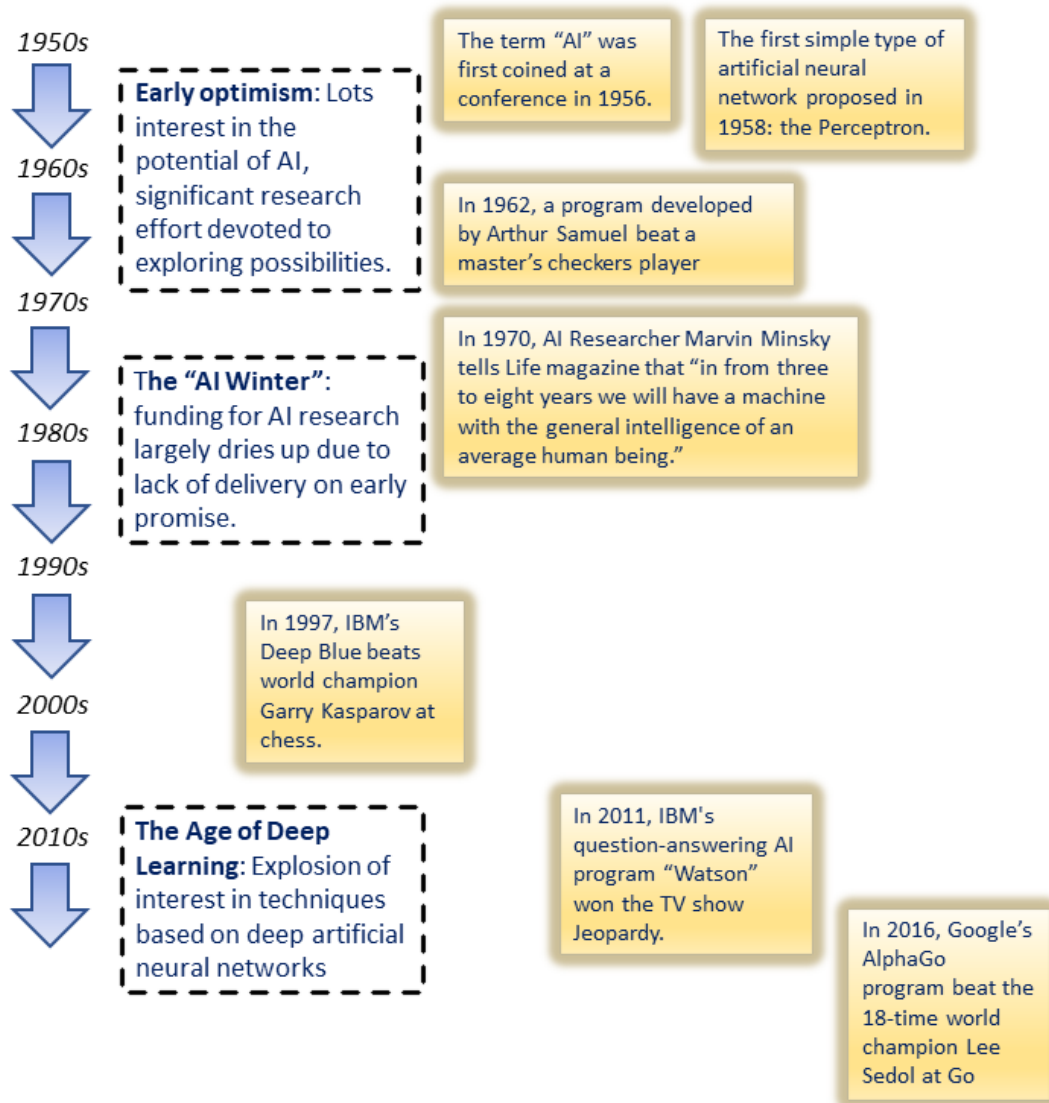 1950s
The term “AI” was
first coined at a
conference in 1956.
The first simple type of
artificial neural
network proposed in
1958: the Perceptron.
Early optimism: Lots
interest in the
potential of AI,
significant research
effort devoted to
exploring possibilities.
1960s
In 1962, a program developed
by Arthur Samuel beat a
master’s checkers player
1970s
In 1970, AI Researcher Marvin Minsky
tells Life magazine that “in from three
to eight years we will have a machine
with the general intelligence of an
average human being.”
The “AI Winter”:
funding for AI research
largely dries up due to
lack of delivery on early
promise.
1980s
1990s
In 1997, IBM’s
Deep Blue beats
world champion
Garry Kasparov at
chess.
2000s
2010s
The Age of Deep
Learning: Explosion of
interest in techniques
based on deep artificial
neural networks
In 2011, IBM's
question-answering AI
program “Watson”
won the TV show
Jeopardy.
In 2016, Google’s
AlphaGo
program beat the
18-time world
champion Lee
Sedol at Go